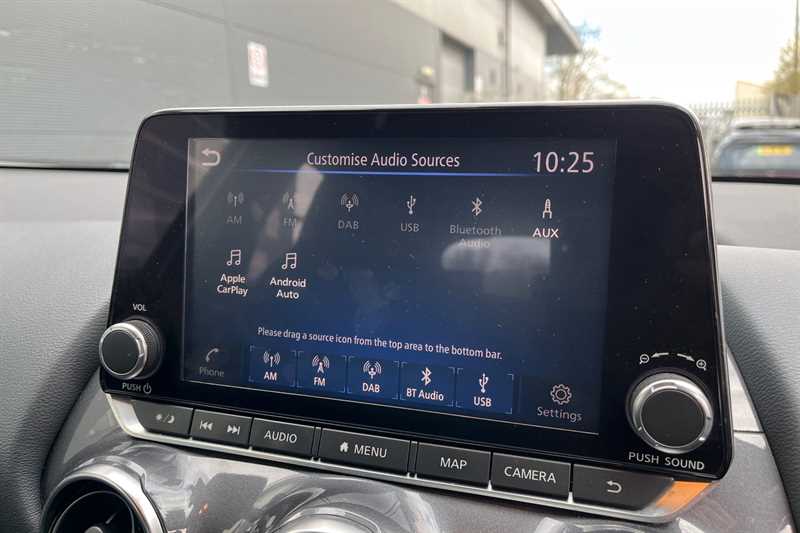 Customise Audio Sources
10:25
AM
FM
DAB
USB
Bluetooth
Audio
AUX
Apple
CarPlay
Android
Auto
Please drag a source icon from the top area to the bottom bar.
Phone
AM
FM
DAB
BT Audio
USB
Settings
VOL
PUSH
PUSH SOUND
AUDIO
MENU
MAP
CAMERA